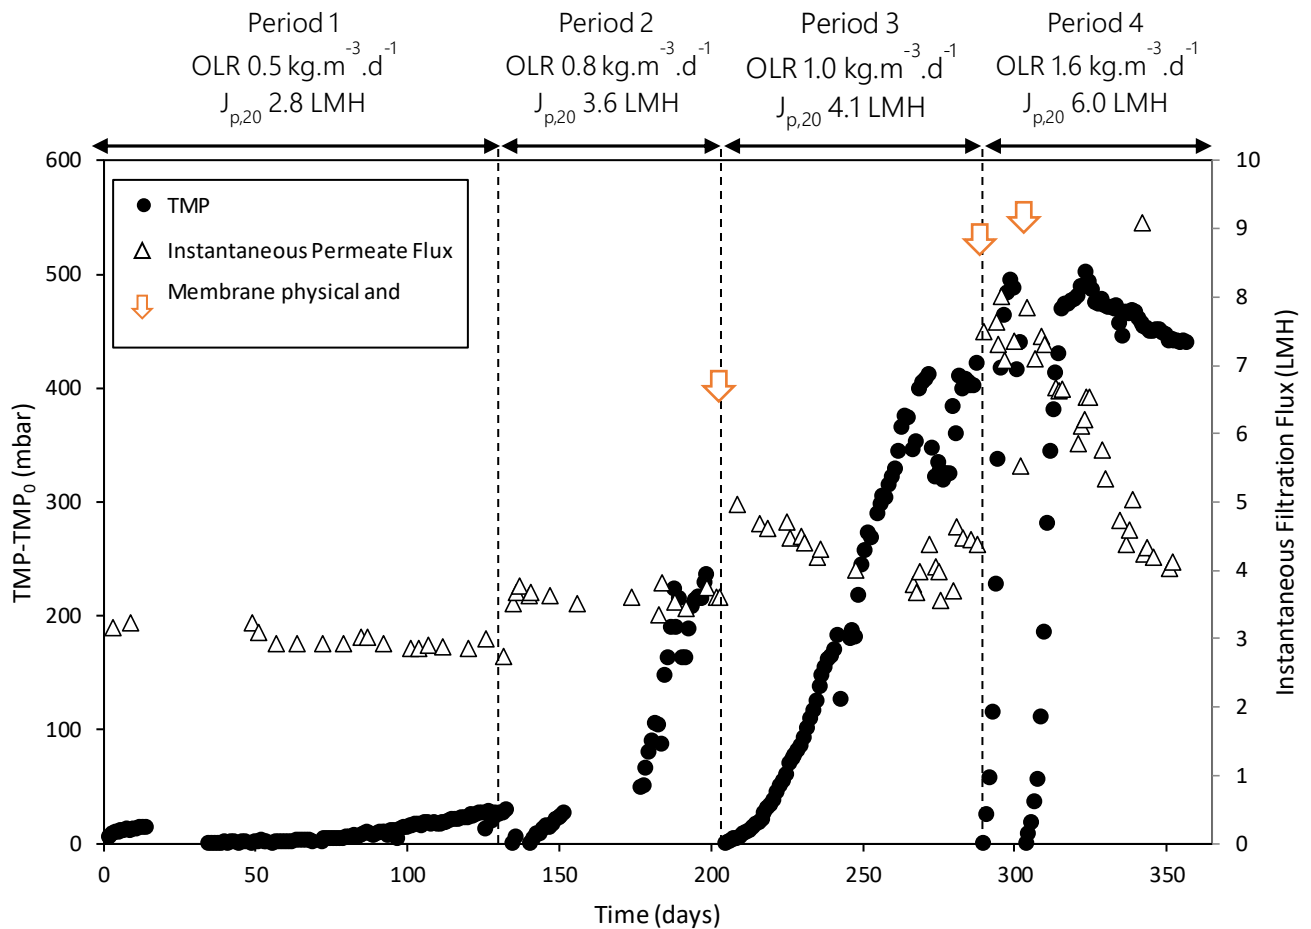 Period 1
OLR 0.5 kg.m-3.d-1
Jp,20 2.8 LMH
Period 2
OLR 0.8 kg.m-3.d-1
Jp,20 3.6 LMH
Period 3
OLR 1.0 kg.m-3.d-1
Jp,20 4.1 LMH
Period 4
OLR 1.6 kg.m-3.d-1
Jp,20 6.0 LMH
TMP
Instantaneous Permeate Flux
Membrane physical and
TMP-TMP0 (mbar)
600
500
400
300
200
100
0
Instantaneous Filtration Flux (LMH)
10
9
8
7
6
5
4
3
2
1
0
0 50 100 150 200 250 300 350
Time (days)